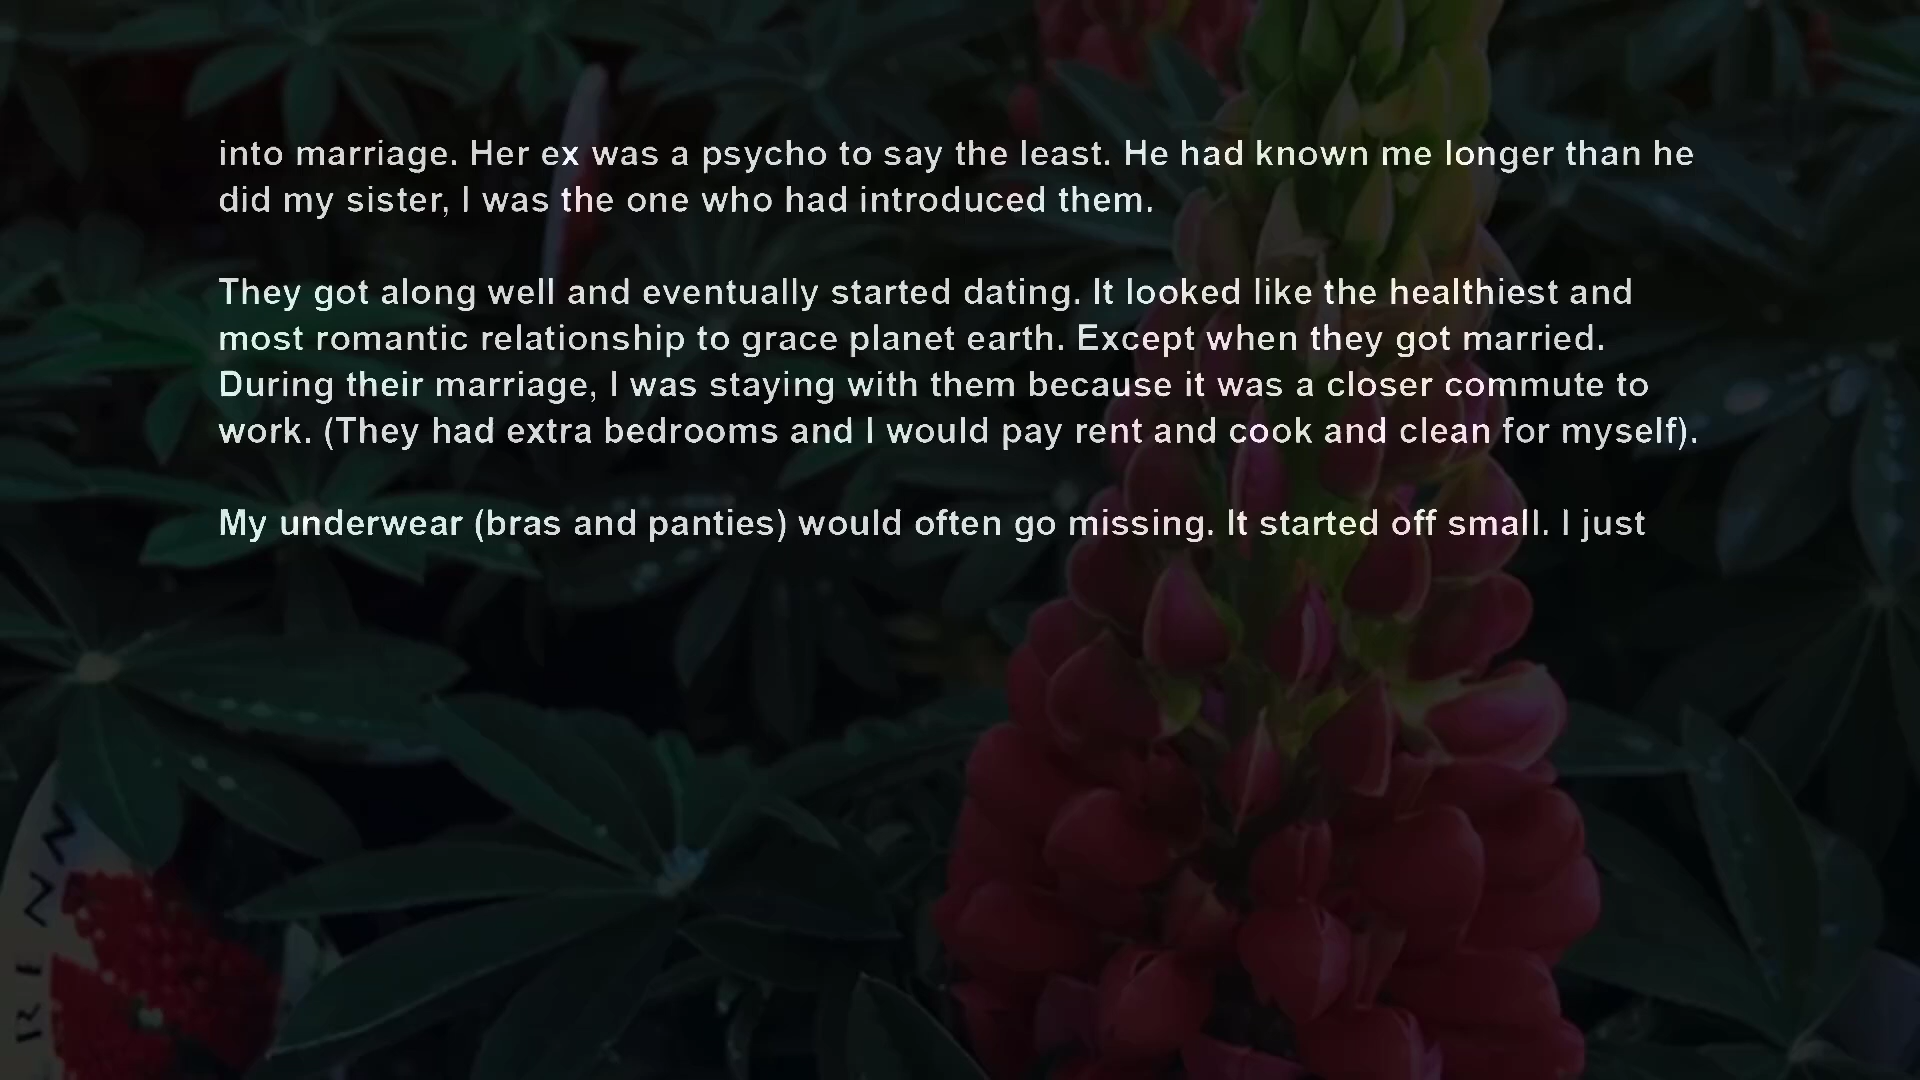 into marriage. Her ex was a psycho to say the least. He had known me longer than he
did my sister, I was the one who had introduced them.
They got along well and eventually started dating. It looked like the healthiest and
most romantic relationship to grace planet earth. Except when they got married.
During their marriage, I was staying with them because it was a closer commute to
work. (They had extra bedrooms and I would pay rent and cook and clean for myself).
My underwear (bras and panties) would often go missing. It started off small. I just